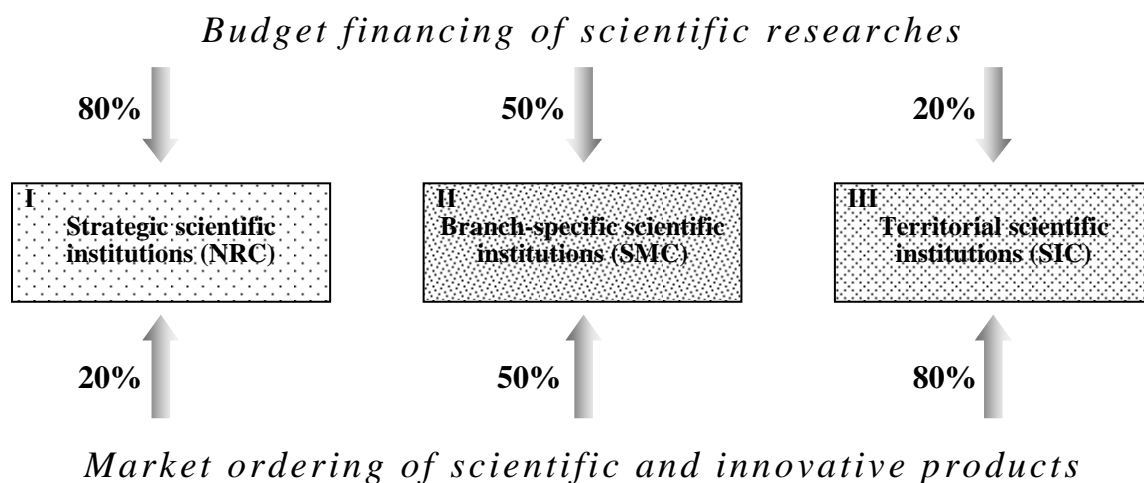 Budget financing of scientific researches
80%
50%
20%
I
Strategic scientific
institutions (NRC)
II
Branch-specific scientific
institutions (SMC)
III
Territorial scientific
institutions (SIC)
20%
50%
80%
Market ordering of scientific and innovative products